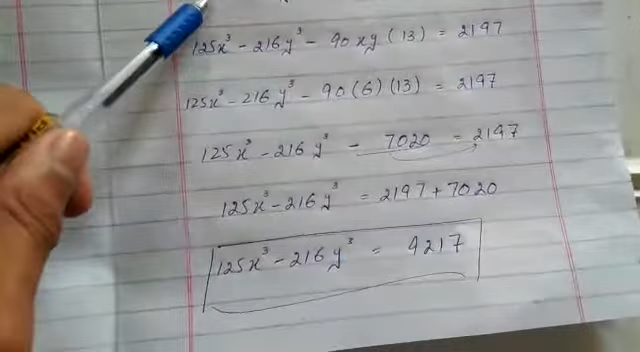 125x³ - 216y³ - 90xy (13) = 2197
125x³ - 216y³ - 90(6)(13) = 2197
125x³ - 216y³ - 7020 = 2197
125x³ - 216y³ = 2197 + 7020
125x³ - 216y³ = 9217